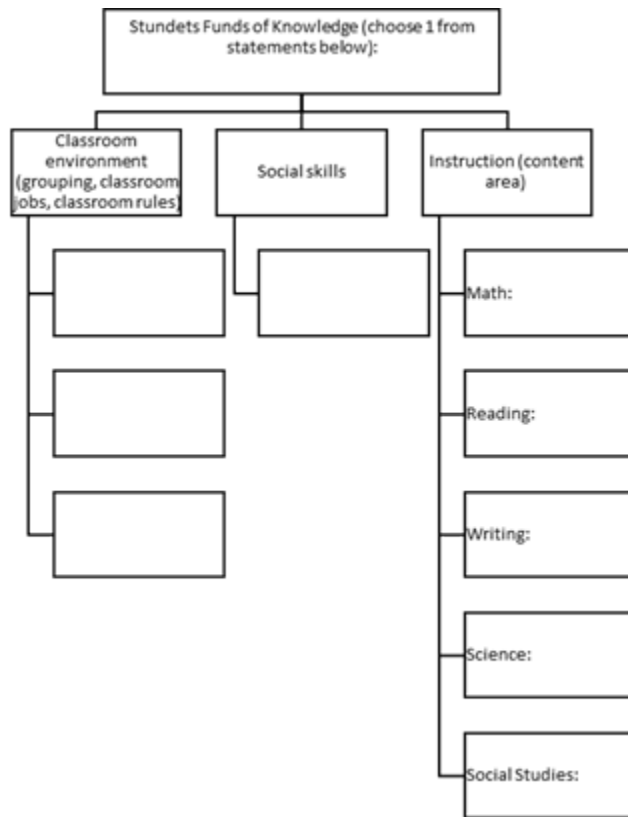 Stundets Funds of Knowledge (choose 1 from
statements below):
Classroom
environment
(grouping, classroom
jobs, classroom rules)
Social skills
Instruction (content
area)
Math:
Reading:
Writing:
Science:
Social Studies: